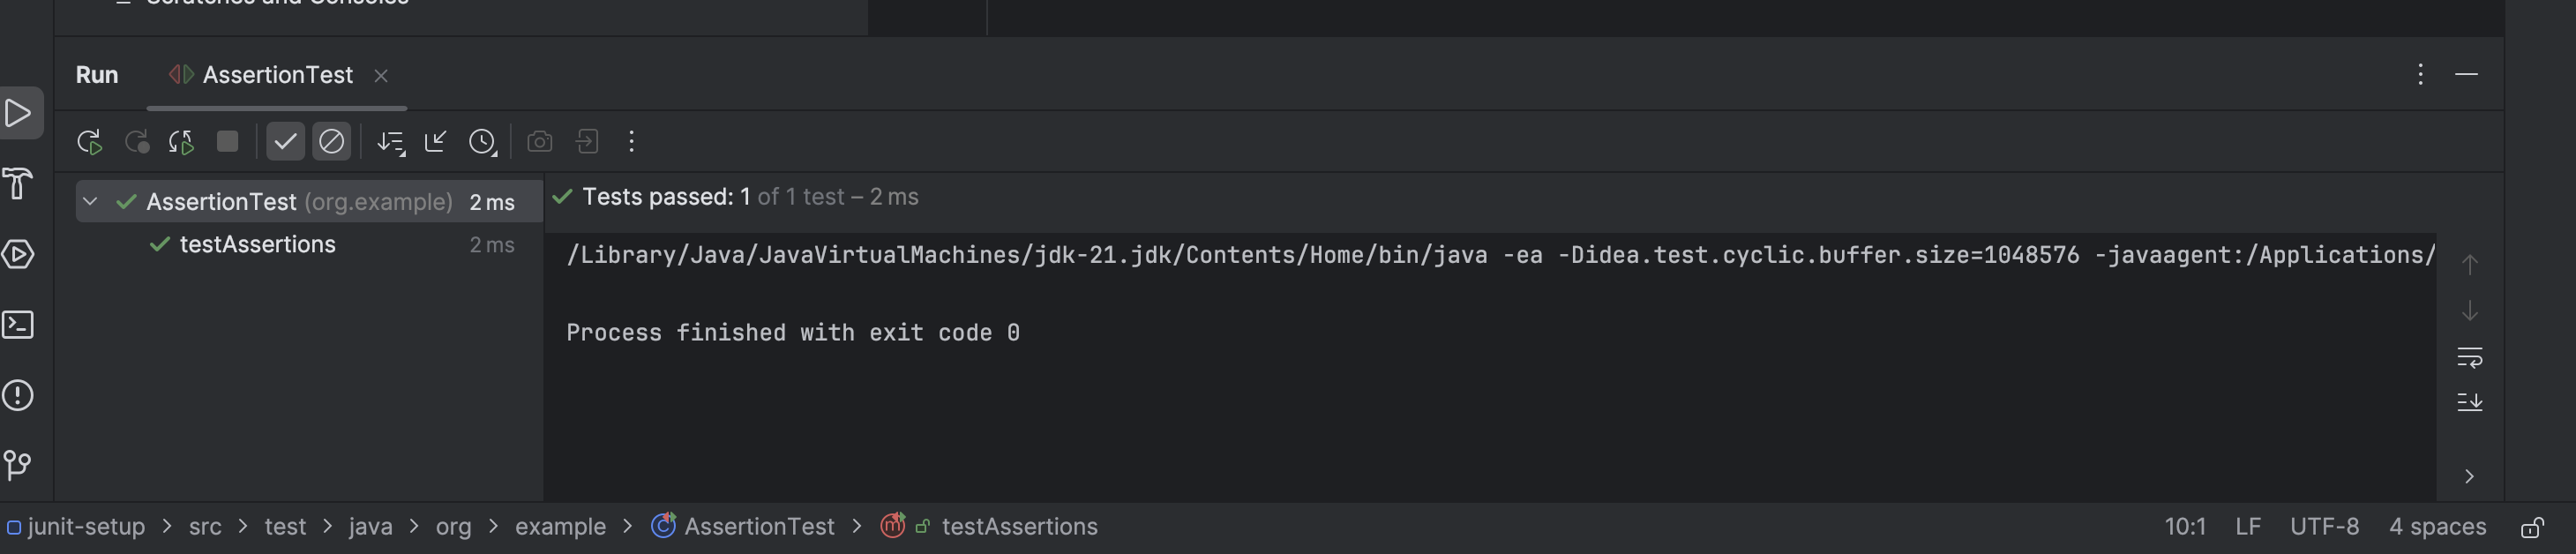 Scratches and Consoles
Run AssertionTest
AssertionTest (org.example) 2 ms
testAssertions 2 ms
Tests passed: 1 of 1 test – 2 ms
/Library/Java/JavaVirtualMachines/jdk-21.jdk/Contents/Home/bin/java -ea -Didea.test.cyclic.buffer.size=1048576 -javaagent:/Applications/
Process finished with exit code 0
junit-setup > src > test > java > org > example > AssertionTest > testAssertions 10:1 LF UTF-8 4 spaces